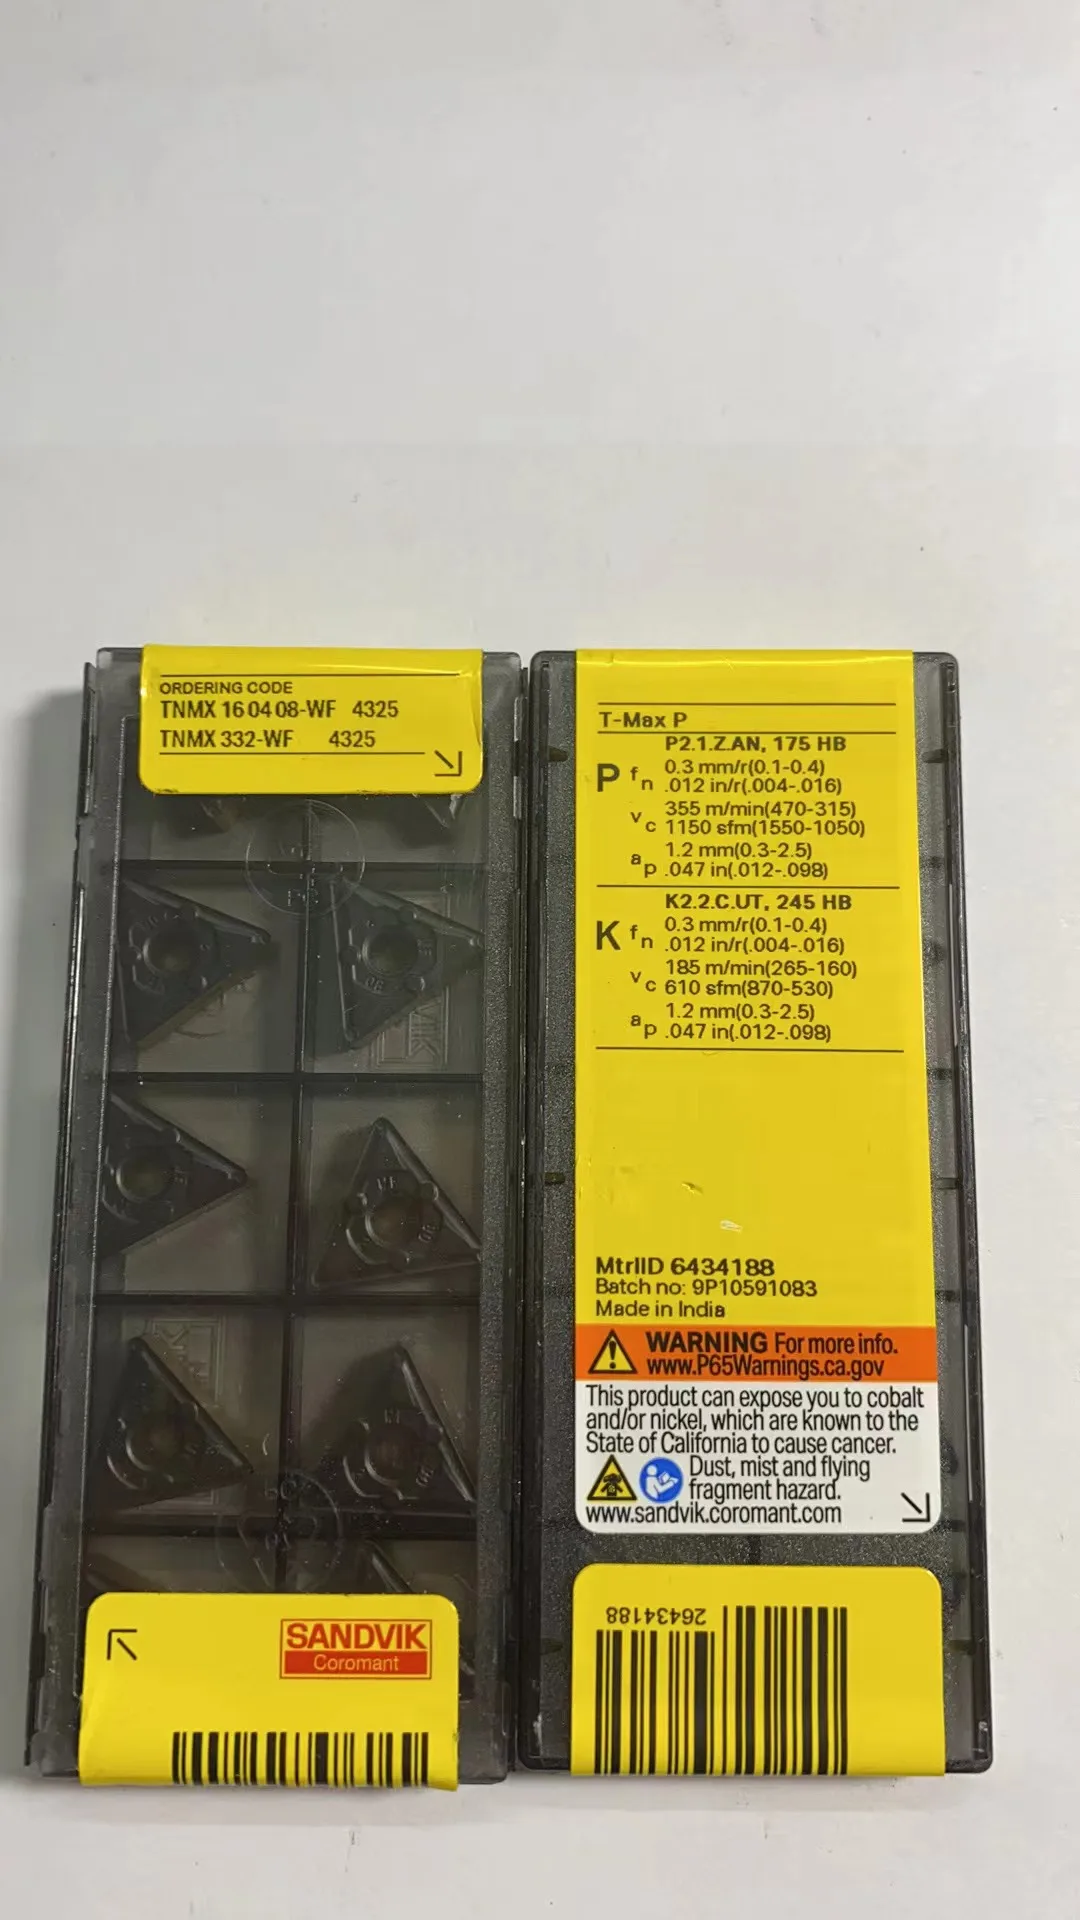 ORDERING CODE
TNMX 16 04 08-WF 4325
TNMX 332-WF 4325
WF
08
WF
08
WF
08
SANDVIK
Coromant
T-Max P
P2.1.Z.AN, 175 HB
P fn 0.3 mm/r(0.1-0.4)
.012 in/r(.004-.016)
vc 355 m/min(470-315)
1150 sfm(1550-1050)
ap 1.2 mm(0.3-2.5)
.047 in(.012-.098)
K2.2.C.UT, 245 HB
K fn 0.3 mm/r(0.1-0.4)
.012 in/r(.004-.016)
vc 185 m/min(265-160)
610 sfm(870-530)
ap 1.2 mm(0.3-2.5)
.047 in(.012-.098)
MtrlID 6434188
Batch no: 9P10591083
Made in India
WARNING For more info.
www.P65Warnings.ca.gov
This product can expose you to cobalt
and/or nickel, which are known to the
State of California to cause cancer.
Dust, mist and flying
fragment hazard.
www.sandvik.coromant.com
26434188